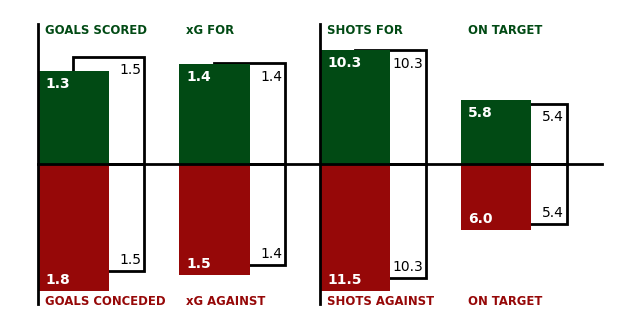 GOALS SCORED xG FOR SHOTS FOR ON TARGET
1.3 1.5 1.4 1.4 10.3 10.3 5.8 5.4
1.8 1.5 1.5 1.4 11.5 10.3 6.0 5.4
GOALS CONCEDED xG AGAINST SHOTS AGAINST ON TARGET